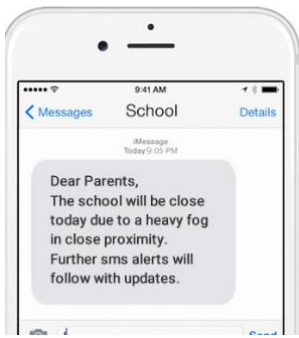 9:41 AM
Messages School Details
iMessage
Today 9:05 PM
Dear Parents,
The school will be close
today due to a heavy fog
in close proximity.
Further sms alerts will
follow with updates.
Send